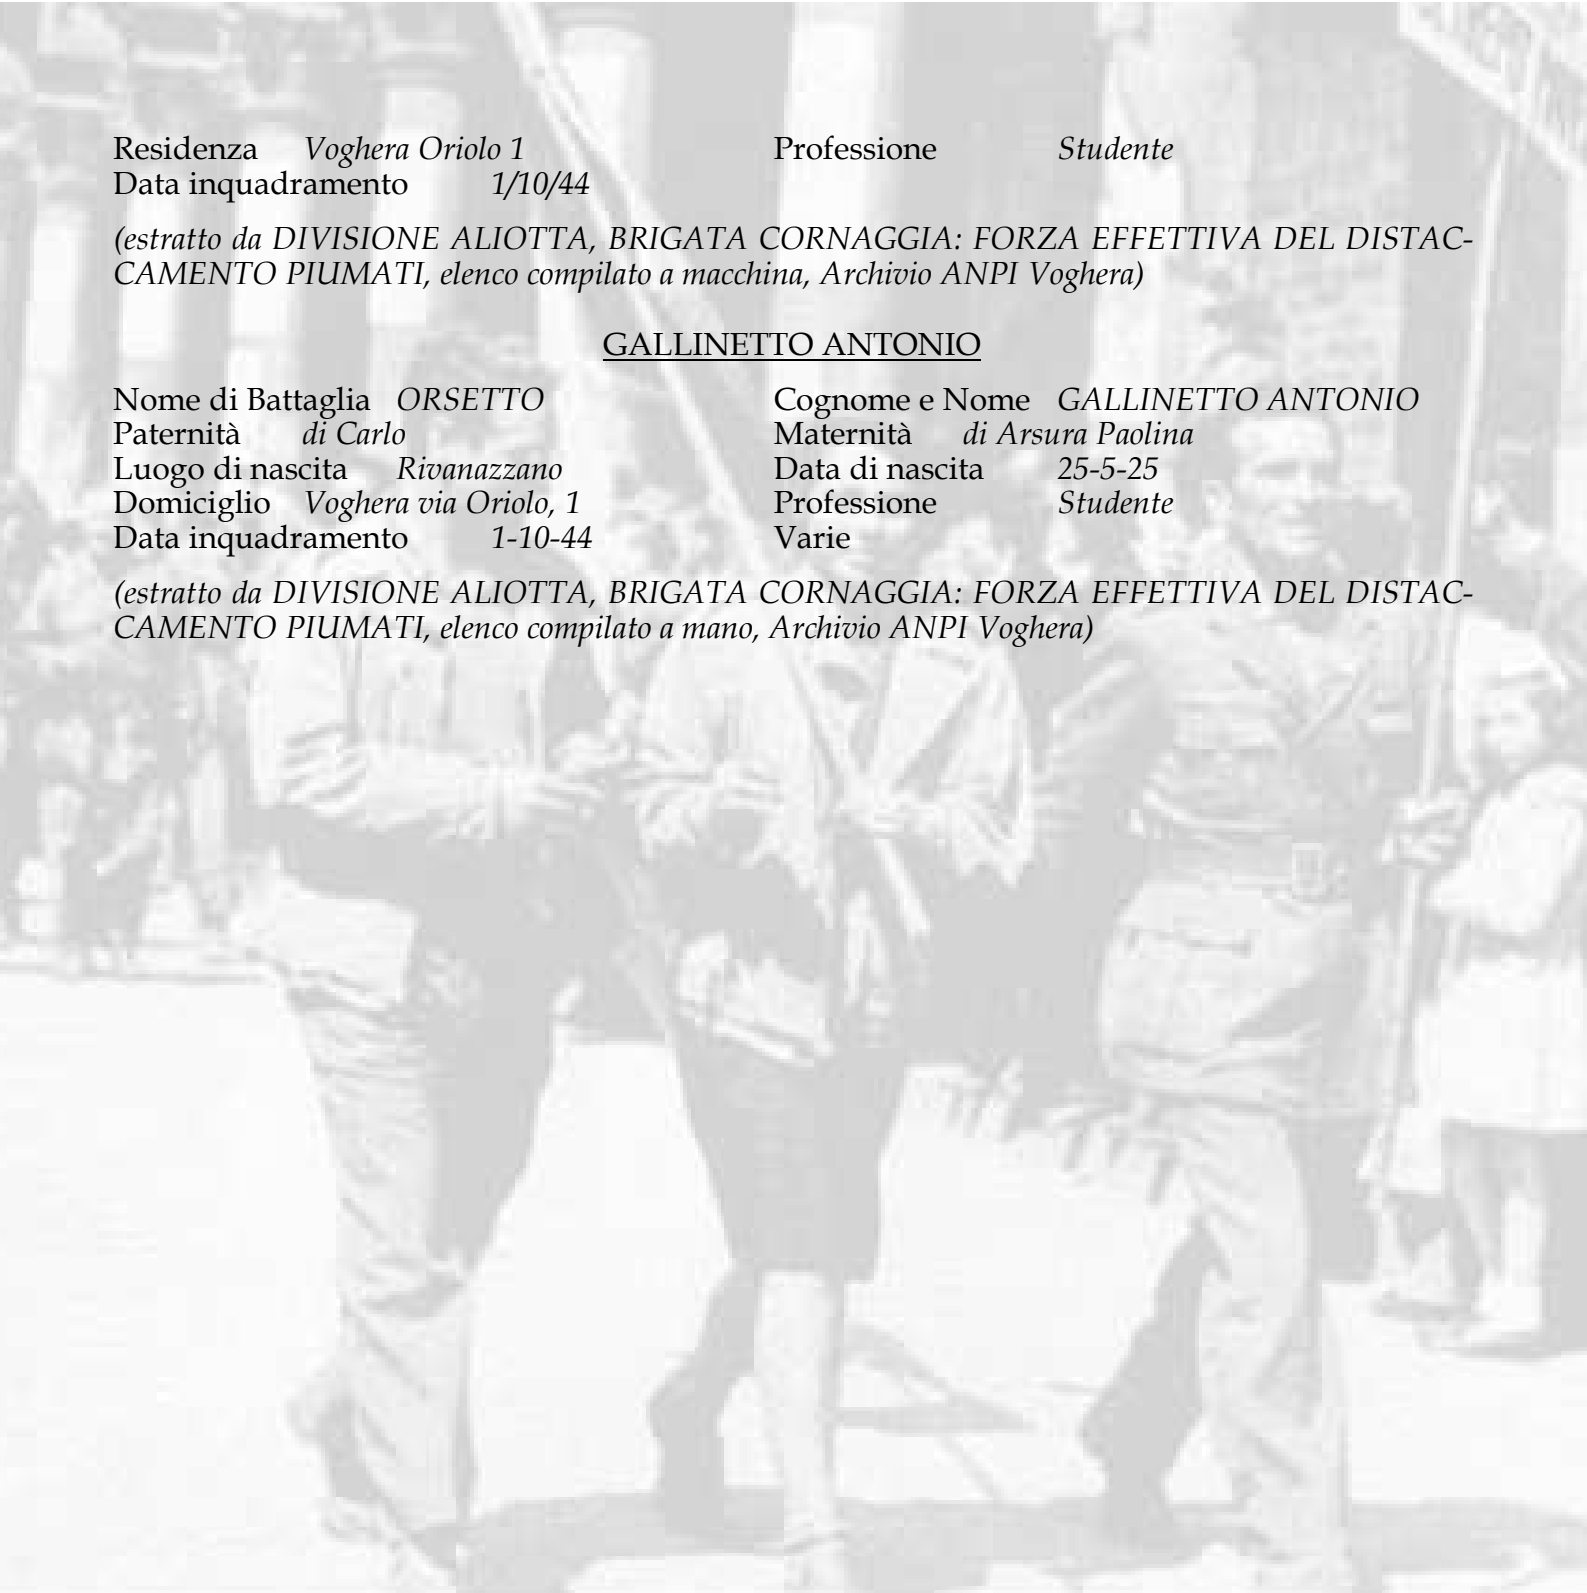 Residenza Voghera Oriolo 1 Professione Studente
Data inquadramento 1/10/44
(estratto da DIVISIONE ALIOTTA, BRIGATA CORNAGGIA: FORZA EFFETTIVA DEL DISTAC-
CAMENTO PIUMATI, elenco compilato a macchina, Archivio ANPI Voghera)
GALLINETTO ANTONIO
Nome di Battaglia ORSETTO Cognome e Nome GALLINETTO ANTONIO
Paternità di Carlo Maternità di Arsura Paolina
Luogo di nascita Rivanazzano Data di nascita 25-5-25
Domiciglio Voghera via Oriolo, 1 Professione Studente
Data inquadramento 1-10-44 Varie
(estratto da DIVISIONE ALIOTTA, BRIGATA CORNAGGIA: FORZA EFFETTIVA DEL DISTAC-
CAMENTO PIUMATI, elenco compilato a mano, Archivio ANPI Voghera)